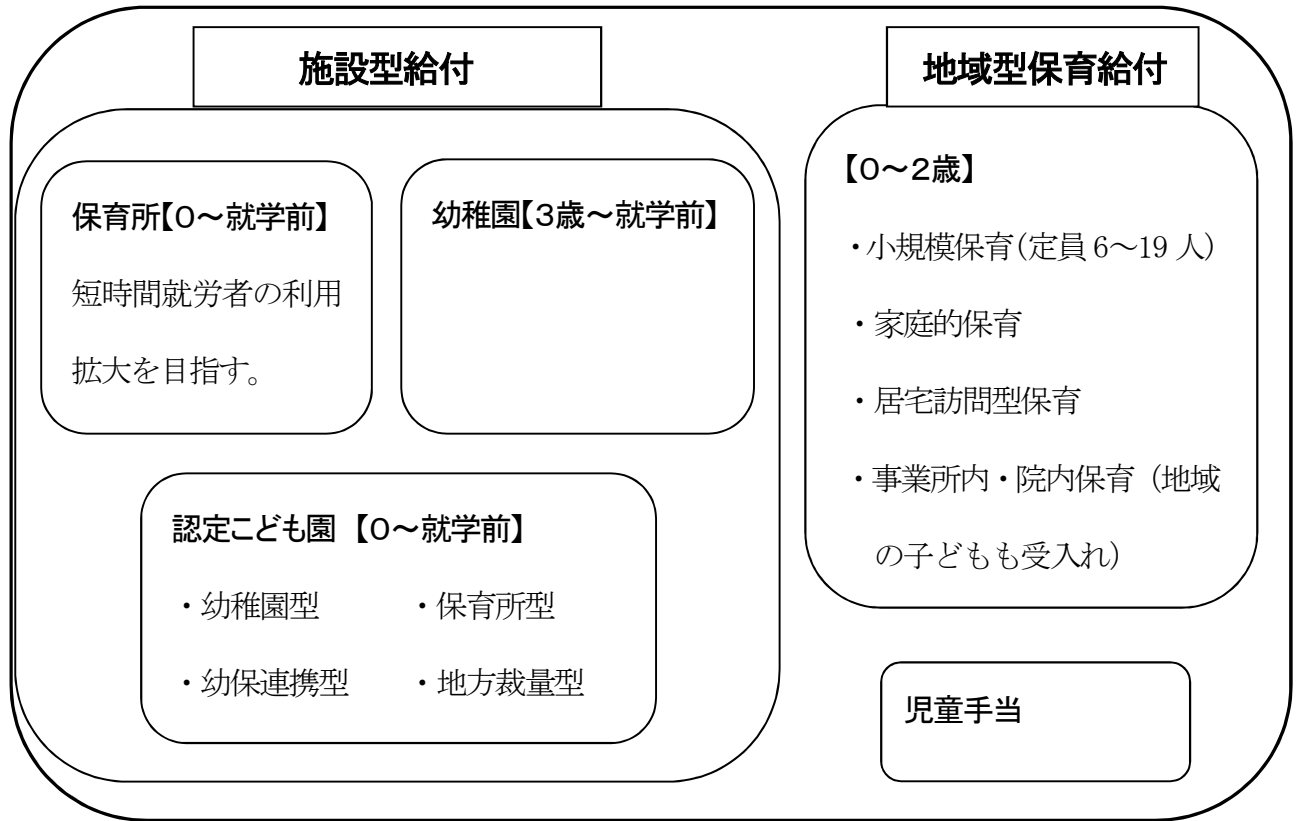 施設型給付
保育所【０～就学前】
短時間就労者の利用
拡大を目指す。
幼稚園【３歳～就学前】
認定こども園【０～就学前】
・幼稚園型 ・保育所型
・幼保連携型 ・地方裁量型
地域型保育給付
【０～２歳】
・小規模保育（定員 6～19 人）
・家庭的保育
・居宅訪問型保育
・事業所内・院内保育（地域
の子どもも受入れ）
児童手当